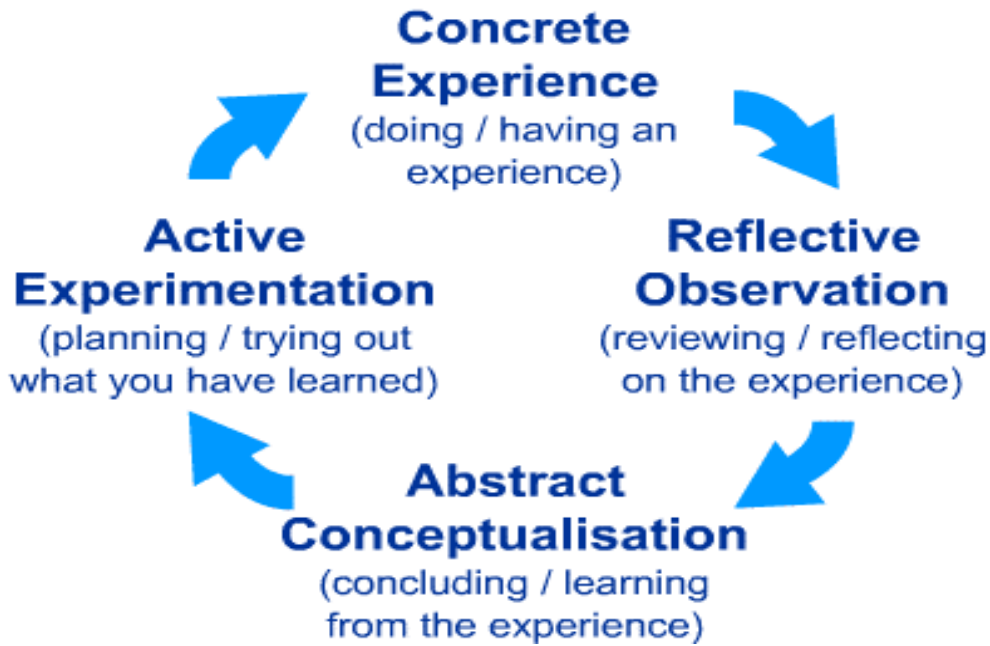 Concrete
Experience
(doing / having an
experience)
Reflective
Observation
(reviewing / reflecting
on the experience)
Abstract
Conceptualisation
(concluding / learning
from the experience)
Active
Experimentation
(planning / trying out
what you have learned)